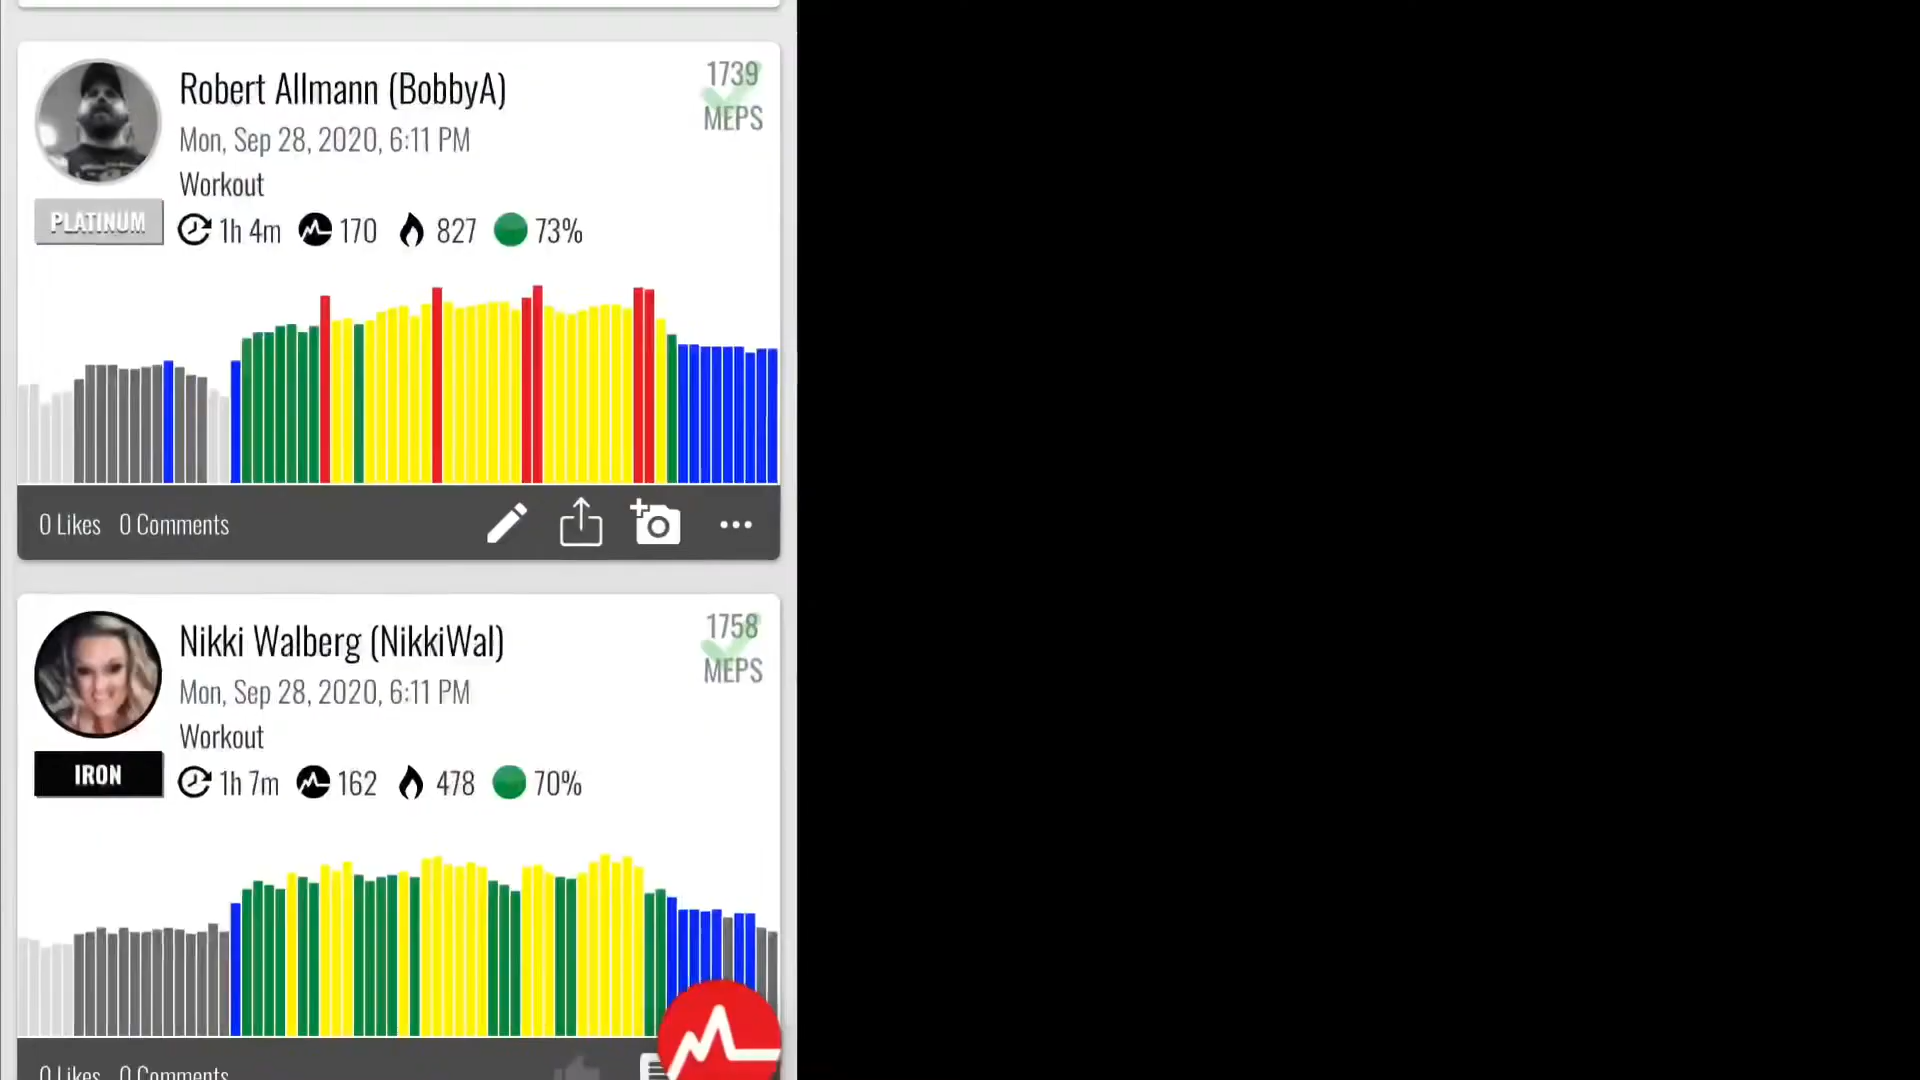 Robert Allmann (BobbyA)
1739
MEPS
Mon, Sep 28, 2020, 6:11 PM
Workout
PLATINUM
1h 4m 170 827 73%
0 Likes 0 Comments
Nikki Walberg (NikkiWal)
1758
MEPS
Mon, Sep 28, 2020, 6:11 PM
Workout
IRON
1h 7m 162 478 70%
0 Likes 0 Comments